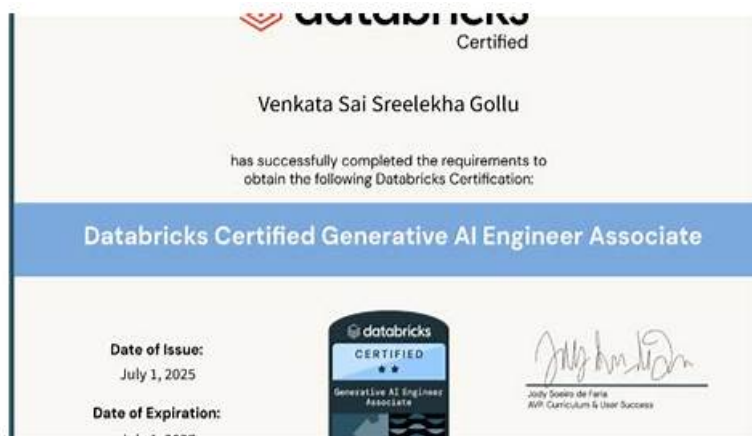 databricks
Certified
Venkata Sai Sreelekha Gollu
has successfully completed the requirements to
obtain the following Databricks Certification:
Databricks Certified Generative AI Engineer Associate
Date of Issue:
July 1, 2025
Date of Expiration:
databricks
CERTIFIED
Generative AI Engineer
Associate
Jody Soeiro de Faria
AVP, Curriculum & User Success